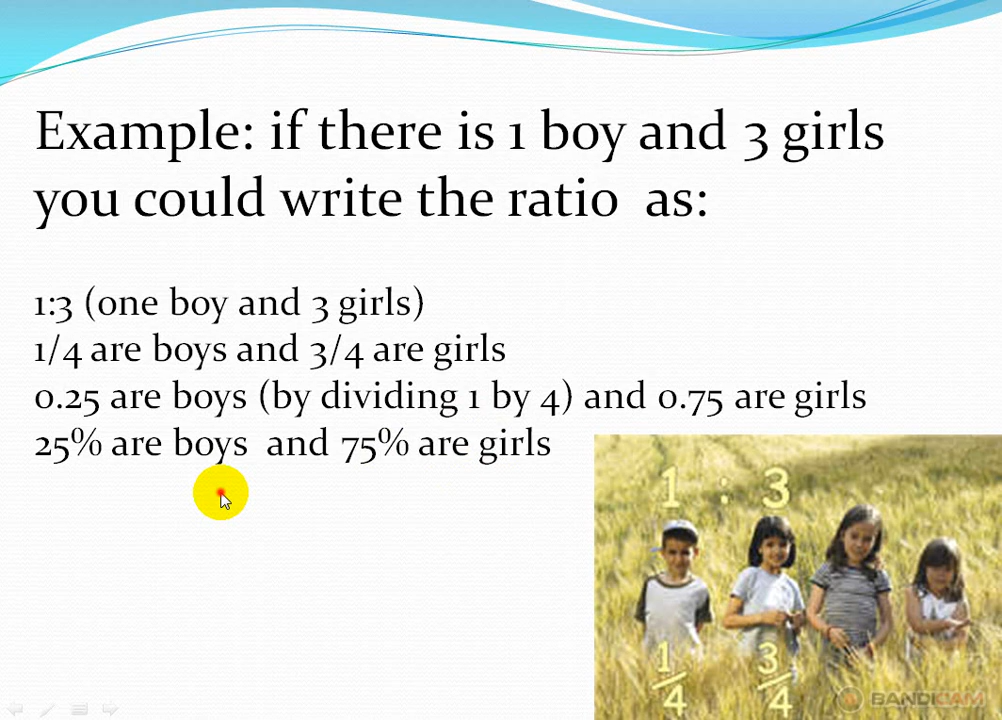 Example: if there is 1 boy and 3 girls
you could write the ratio as:
1:3 (one boy and 3 girls)
1/4 are boys and 3/4 are girls
0.25 are boys (by dividing 1 by 4) and 0.75 are girls
25% are boys and 75% are girls
1 : 3
1/4 3/4
BANDICAM